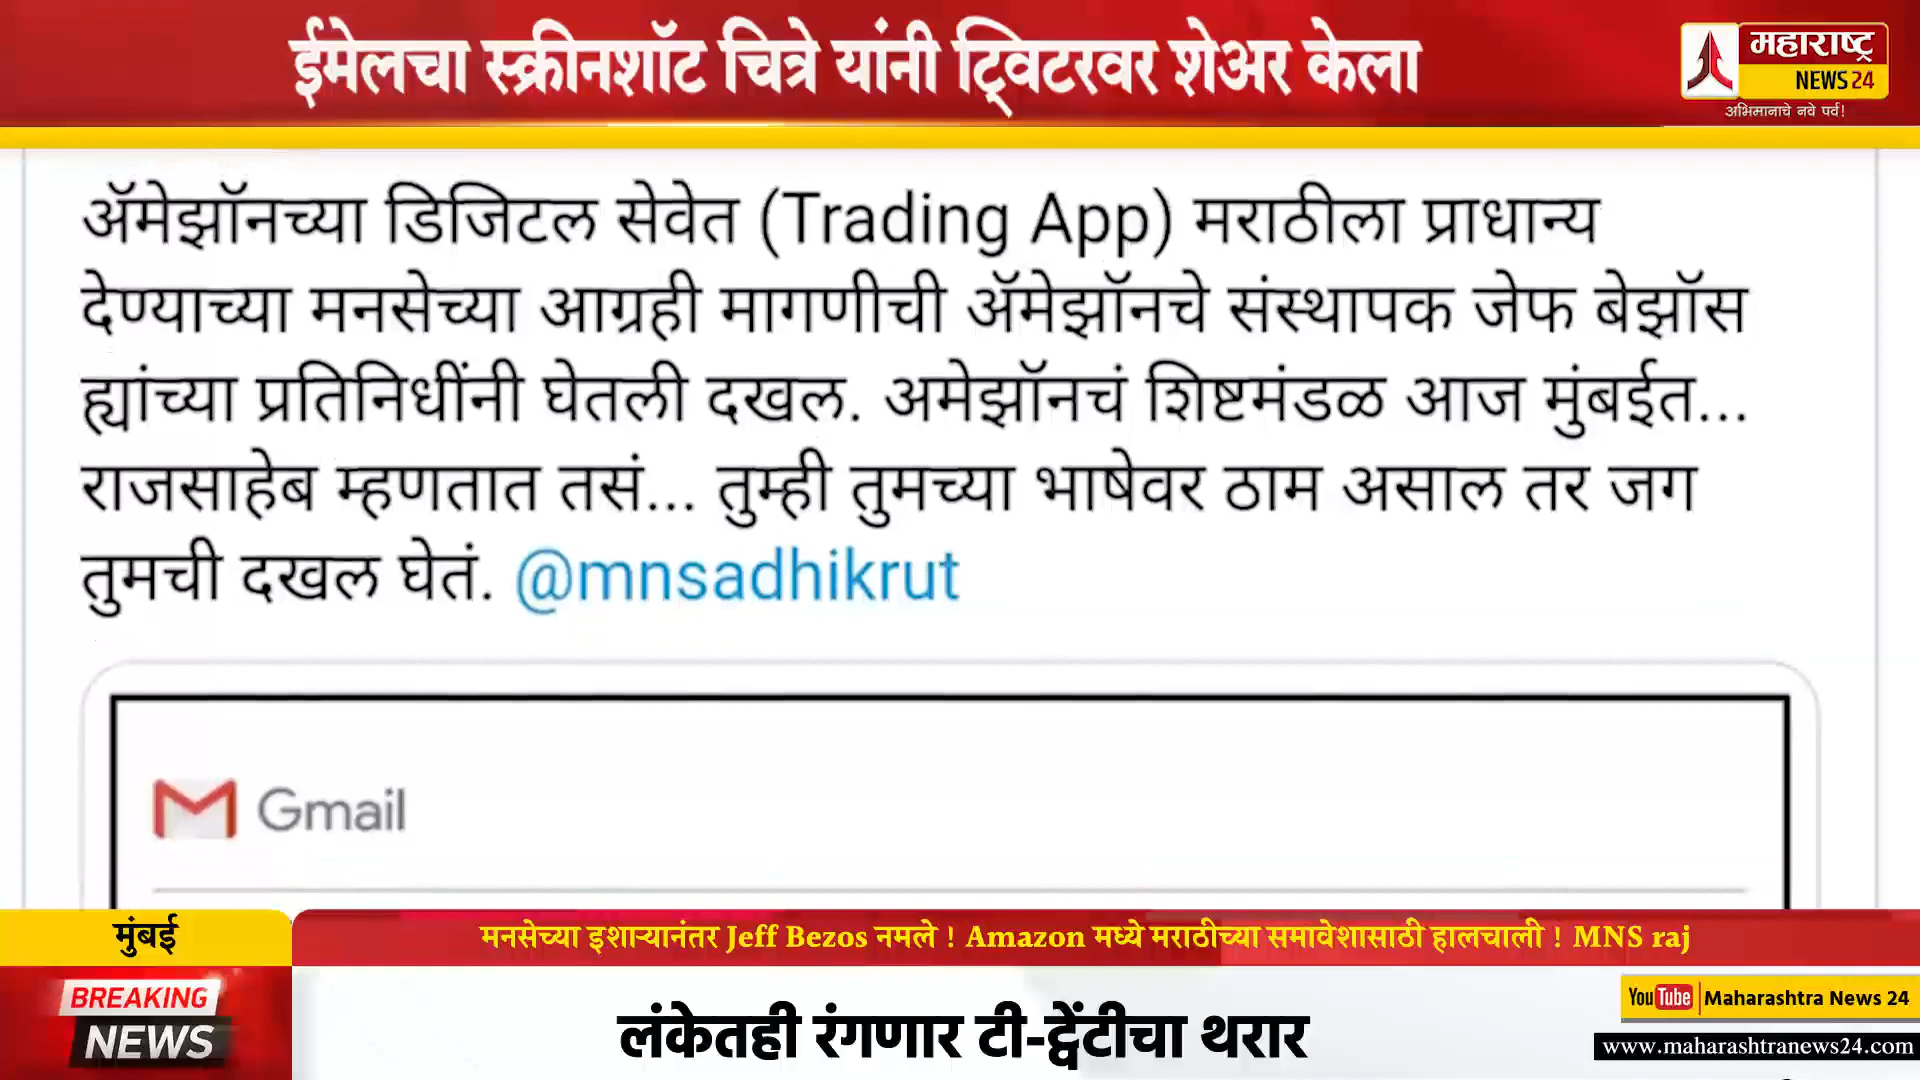 ईमेलचा स्क्रीनशॉट चित्रे यांनी ट्विटरवर शेअर केला
महाराष्ट्र
NEWS 24
अभिमानाचे नवे पर्व!
ॲमेझॉनच्या डिजिटल सेवेत (Trading App) मराठीला प्राधान्य
देण्याच्या मनसेच्या आग्रही मागणीची ॲमेझॉनचे संस्थापक जेफ बेझॉस
ह्यांच्या प्रतिनिधींनी घेतली दखल. अमेझॉनचं शिष्टमंडळ आज मुंबईत...
राजसाहेब म्हणतात तसं... तुम्ही तुमच्या भाषेवर ठाम असाल तर जग
तुमची दखल घेतं. @mnsadhikrut
Gmail
मुंबई
मनसेच्या इशाऱ्यानंतर Jeff Bezos नमले ! Amazon मध्ये मराठीच्या समावेशासाठी हालचाली ! MNS raj
BREAKING
NEWS
लंकेतही रंगणार टी-ट्वेंटीचा थरार
YouTube Maharashtra News 24
www.maharashtranews24.com